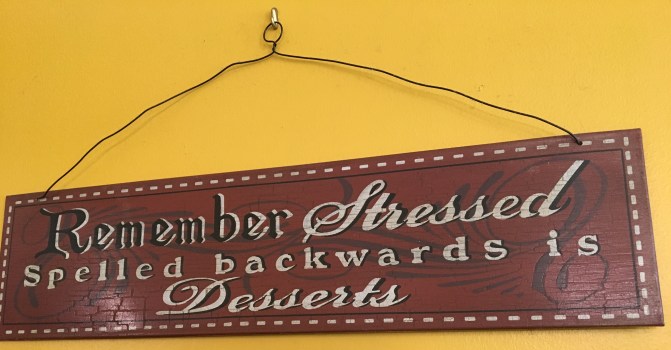 Remember Stressed
Spelled backwards is
Desserts